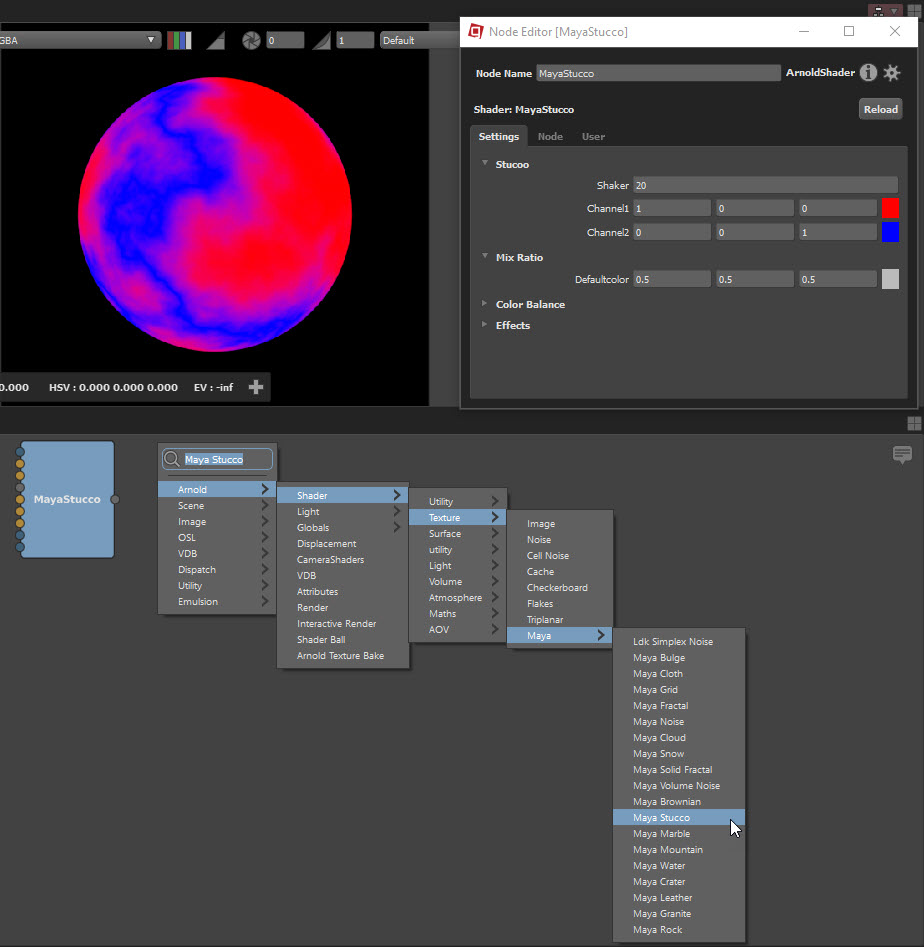 GBA
0
1
Default
Node Editor [MayaStucco]
Node Name MayaStucco ArnoldShader
Shader: MayaStucco Reload
Settings Node User
Stucoo
Shaker 20
Channel1 1 0 0
Channel2 0 0 1
Mix Ratio
Defaultcolor 0.5 0.5 0.5
Color Balance
Effects
0.000 HSV : 0.000 0.000 0.000 EV : -inf
MayaStucco
Maya Stucco
Arnold
Scene
Image
OSL
VDB
Dispatch
Utility
Emulsion
Shader
Light
Globals
Displacement
CameraShaders
VDB
Attributes
Render
Interactive Render
Shader Ball
Arnold Texture Bake
Utility
Texture
Surface
utility
Light
Volume
Atmosphere
Maths
AOV
Image
Noise
Cell Noise
Cache
Checkerboard
Flakes
Triplanar
Maya
Ldk Simplex Noise
Maya Bulge
Maya Cloth
Maya Grid
Maya Fractal
Maya Noise
Maya Cloud
Maya Snow
Maya Solid Fractal
Maya Volume Noise
Maya Brownian
Maya Stucco
Maya Marble
Maya Mountain
Maya Water
Maya Crater
Maya Leather
Maya Granite
Maya Rock